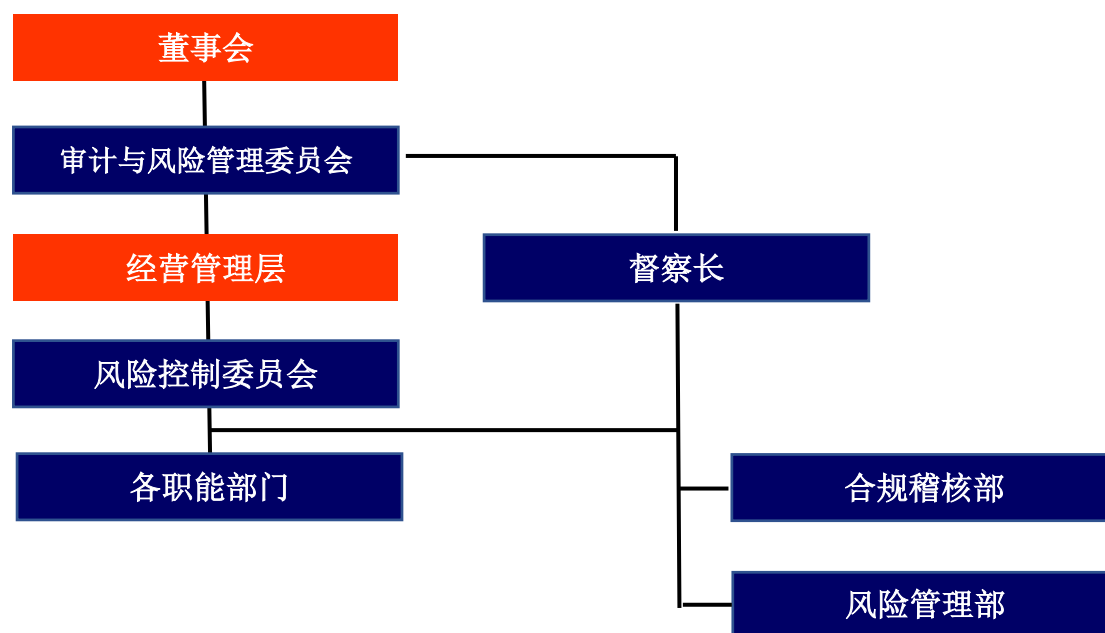 董事会
审计与风险管理委员会
经营管理层
督察长
风险控制委员会
各职能部门
合规稽核部
风险管理部